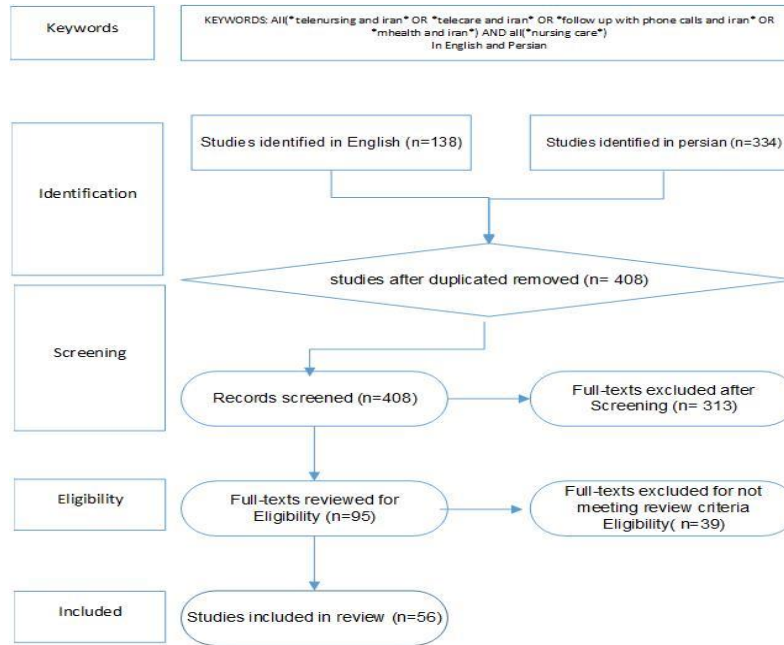 Keywords
KEYWORDS: All(*telenursing and iran* OR *telecare and iran* OR *follow up with phone calls and iran* OR
*mhealth and iran*) AND all(*nursing care*)
In English and Persian
Identification
Studies identified in English (n=138)
Studies identified in persian (n=334)
studies after duplicated removed (n= 408)
Screening
Records screened (n=408)
Full-texts excluded after
Screening (n= 313)
Eligibility
Full-texts reviewed for
Eligibility (n=95)
Full-texts excluded for not
meeting review criteria
Eligibility( n=39)
Included
Studies included in review (n=56)